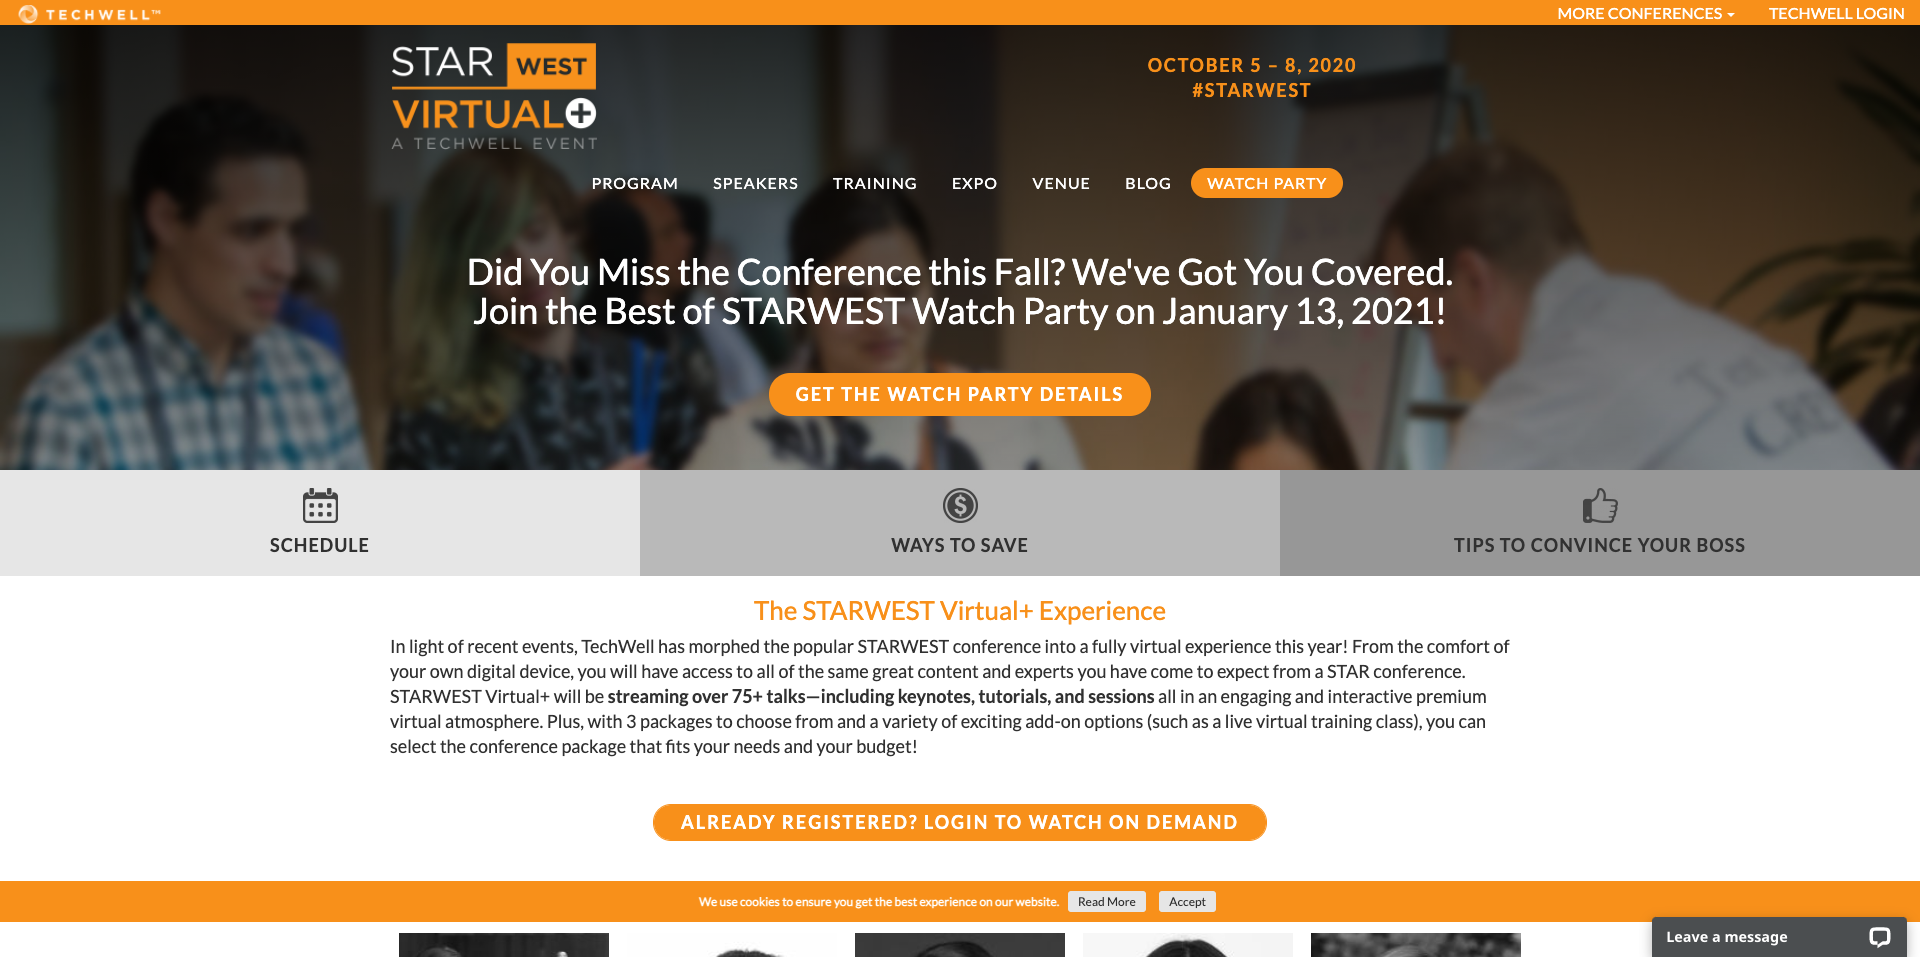 TECHWELL™
MORE CONFERENCES
TECHWELL LOGIN
STAR WEST
VIRTUAL+
A TECHWELL EVENT
OCTOBER 5 – 8, 2020
#STARWEST
PROGRAM
SPEAKERS
TRAINING
EXPO
VENUE
BLOG
WATCH PARTY
Did You Miss the Conference this Fall? We've Got You Covered.
Join the Best of STARWEST Watch Party on January 13, 2021!
GET THE WATCH PARTY DETAILS
SCHEDULE
WAYS TO SAVE
TIPS TO CONVINCE YOUR BOSS
The STARWEST Virtual+ Experience
In light of recent events, TechWell has morphed the popular STARWEST conference into a fully virtual experience this year! From the comfort of
your own digital device, you will have access to all of the same great content and experts you have come to expect from a STAR conference.
STARWEST Virtual+ will be streaming over 75+ talks—including keynotes, tutorials, and sessions all in an engaging and interactive premium
virtual atmosphere. Plus, with 3 packages to choose from and a variety of exciting add-on options (such as a live virtual training class), you can
select the conference package that fits your needs and your budget!
ALREADY REGISTERED? LOGIN TO WATCH ON DEMAND
We use cookies to ensure you get the best experience on our website.
Read More
Accept
Leave a message